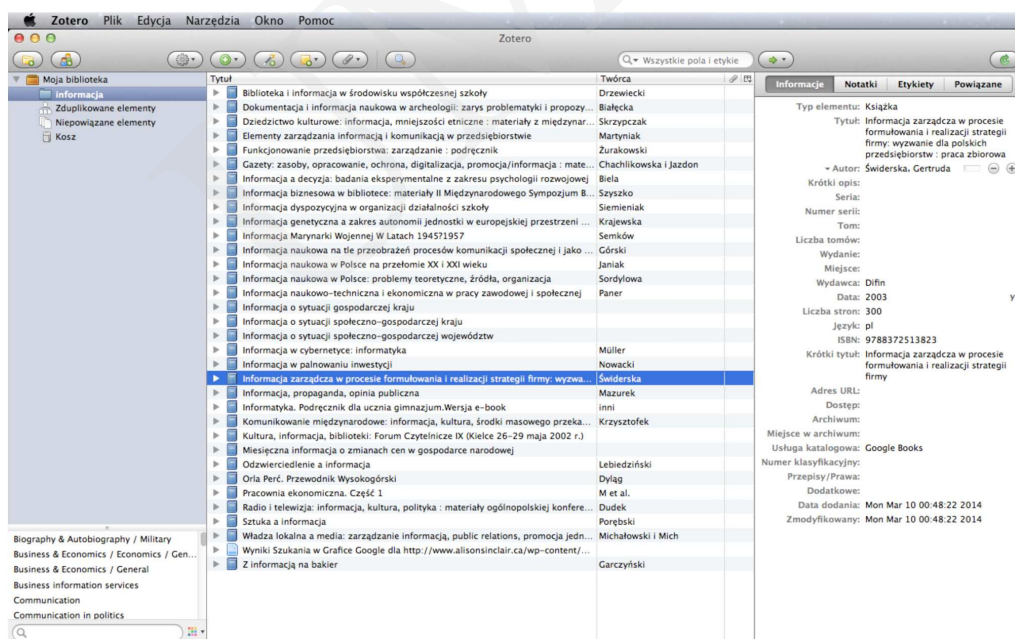 Zotero Plik Edycja Narzędzia Okno Pomoc
Zotero
Wszystkie pola i etykie
Moja biblioteka
informacja
Zduplikowane elementy
Niepowiązane elementy
Kosz
Tytuł Twórca
Biblioteka i informacja w środowisku współczesnej szkoły Drzewiecki
Dokumentacja i informacja naukowa w archeologii: zarys problematyki i propozy... Białęcka
Dziedzictwo kulturowe: informacja, mniejszości etniczne : materiały z międzynar... Skrzypczak
Elementy zarządzania informacją i komunikacją w przedsiębiorstwie Martyniak
Funkcjonowanie przedsiębiorstwa: zarządzanie : podręcznik Żurakowski
Gazety: zasoby, opracowanie, ochrona, digitalizacja, promocja/informacja : mate... Chachlikowska i Jazdon
Informacja a decyzja: badania eksperymentalne z zakresu psychologii rozwojowej Biela
Informacja biznesowa w bibliotece: materiały II Międzynarodowego Sympozjum B... Szyszko
Informacja dyspozycyjna w organizacji działalności szkoły Siemieniak
Informacja genetyczna a zakres autonomii jednostki w europejskiej przestrzeni ... Krajewska
Informacja Marynarki Wojennej W Latach 194571957 Semków
Informacja naukowa na tle przeobrażeń procesów komunikacji społecznej i jako ... Górski
Informacja naukowa w Polsce na przełomie XX i XXI wieku Janiak
Informacja naukowa w Polsce: problemy teoretyczne, źródła, organizacja Sordylowa
Informacja naukowo-techniczna i ekonomiczna w pracy zawodowej i społecznej Paner
Informacja o sytuacji gospodarczej kraju
Informacja o sytuacji społeczno-gospodarczej kraju
Informacja o sytuacji społeczno-gospodarczej województw
Informacja w cybernetyce: informatyka Müller
Informacja w palnowaniu inwestycji Nowacki
Informacja zarządcza w procesie formułowania i realizacji strategii firmy: wyzwa... Świderska
Informacja, propaganda, opinia publiczna Mazurek
Informatyka. Podręcznik dla ucznia gimnazjum.Wersja e-book inni
Komunikowanie międzynarodowe: informacja, kultura, środki masowego przeka... Krzysztofek
Kultura, informacja, biblioteki: Forum Czytelnicze IX (Kielce 26-29 maja 2002 r.)
Miesięczna informacja o zmianach cen w gospodarce narodowej
Odzwierciedlenie a informacja Lebiedziński
Orla Perć. Przewodnik Wysokogórski Dyląg
Pracownia ekonomiczna. Część 1 M et al.
Radio i telewizja: informacja, kultura, polityka : materiały ogólnopolskiej konfere... Dudek
Sztuka a informacja Porębski
Władza lokalna a media: zarządzanie informacją, public relations, promocja jedn... Michałowski i Mich
Wyniki Szukania w Grafice Google dla http://www.alisonsinclair.ca/wp-content/...
Z informacją na bakier Garczyński
Biography & Autobiography / Military
Business & Economics / Economics / Gen...
Business & Economics / General
Business information services
Communication
Communication in politics
Informacje Notatki Etykiety Powiązane
Typ elementu: Książka
Tytuł: Informacja zarządcza w procesie
formułowania i realizacji strategii
firmy: wyzwanie dla polskich
przedsiębiorstw : praca zbiorowa
Autor: Świderska, Gertruda
Krótki opis:
Seria:
Numer serii:
Tom:
Liczba tomów:
Wydanie:
Miejsce:
Wydawca: Difin
Data: 2003 y
Liczba stron: 300
Język: pl
ISBN: 9788372513823
Krótki tytuł: Informacja zarządcza w procesie
formułowania i realizacji strategii
firmy
Adres URL:
Dostęp:
Archiwum:
Miejsce w archiwum:
Usługa katalogowa: Google Books
Numer klasyfikacyjny:
Przepisy/Prawa:
Dodatkowe:
Data dodania: Mon Mar 10 00:48:22 2014
Zmodyfikowany: Mon Mar 10 00:48:22 2014